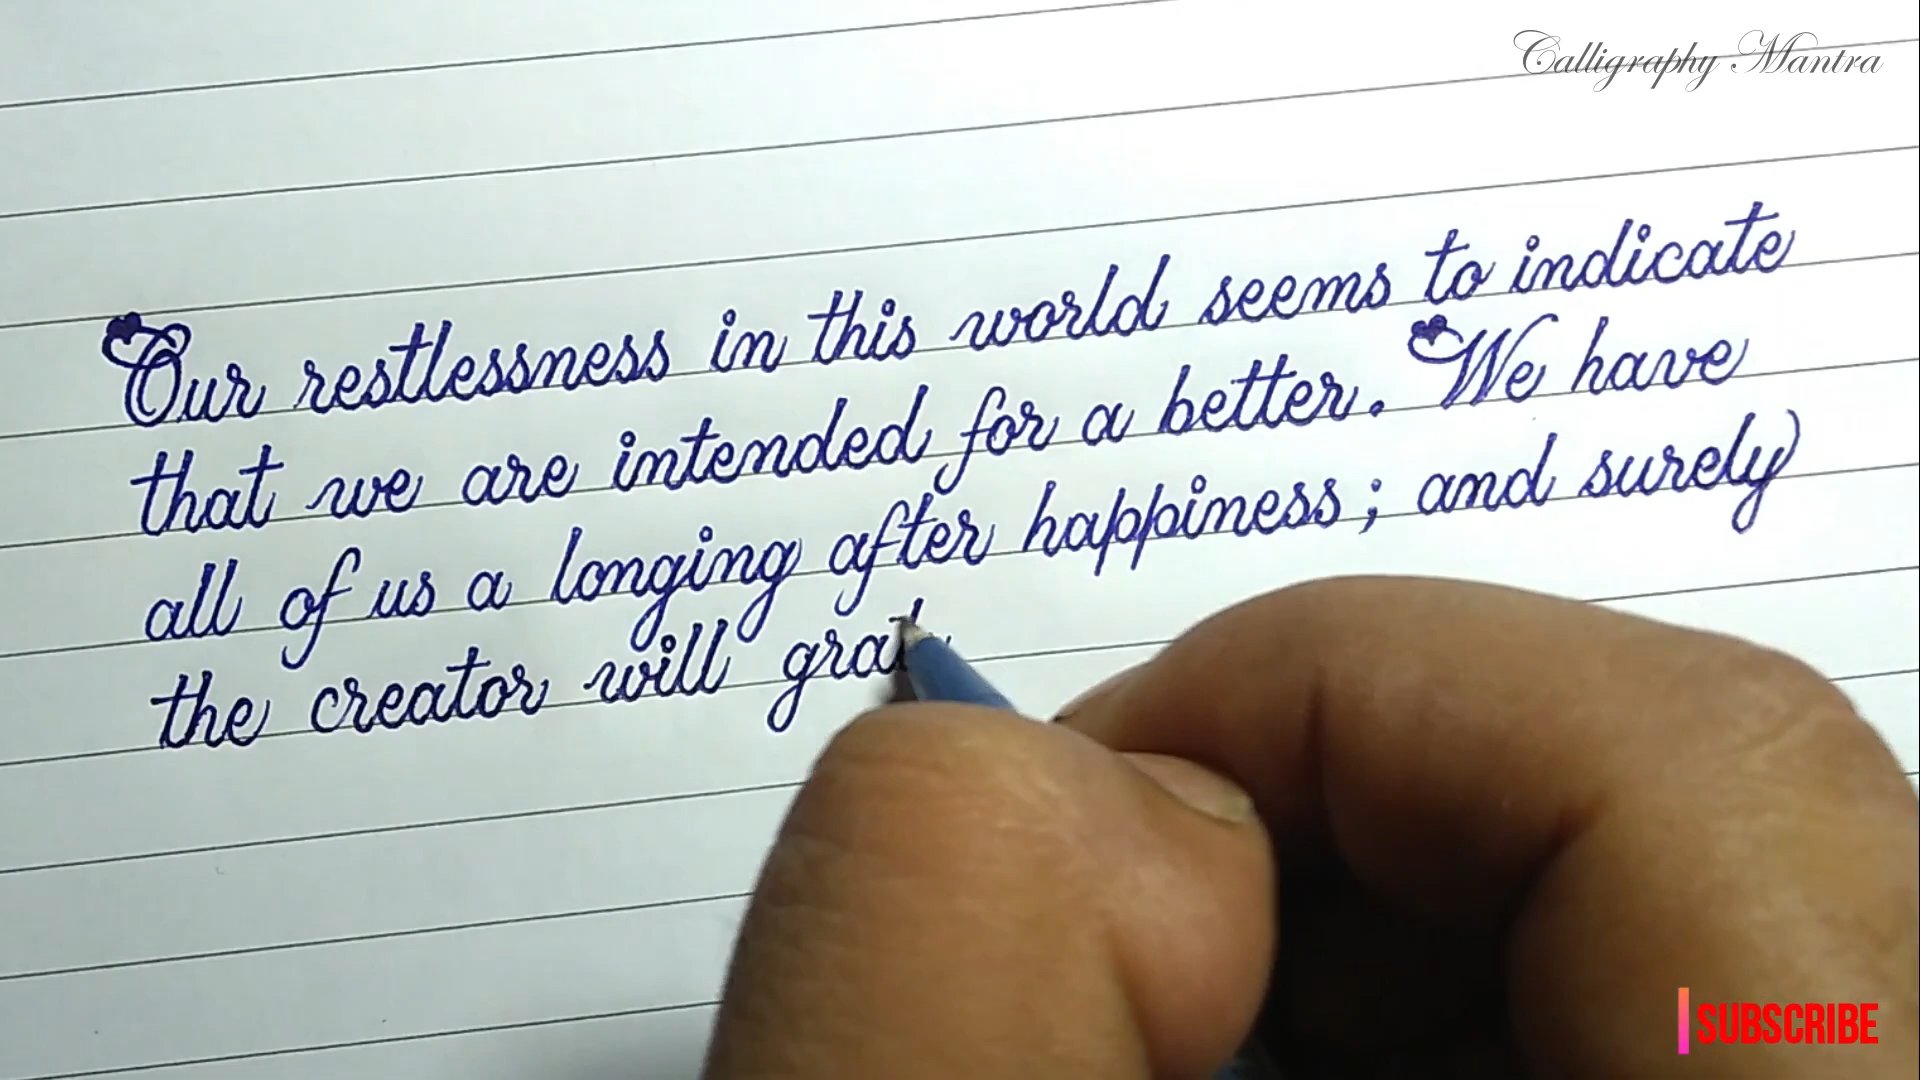 Calligraphy Mantra
Our restlessness in this world seems to indicate
that we are intended for a better. We have
all of us a longing after happiness; and surely
the creator will grat
SUBSCRIBE